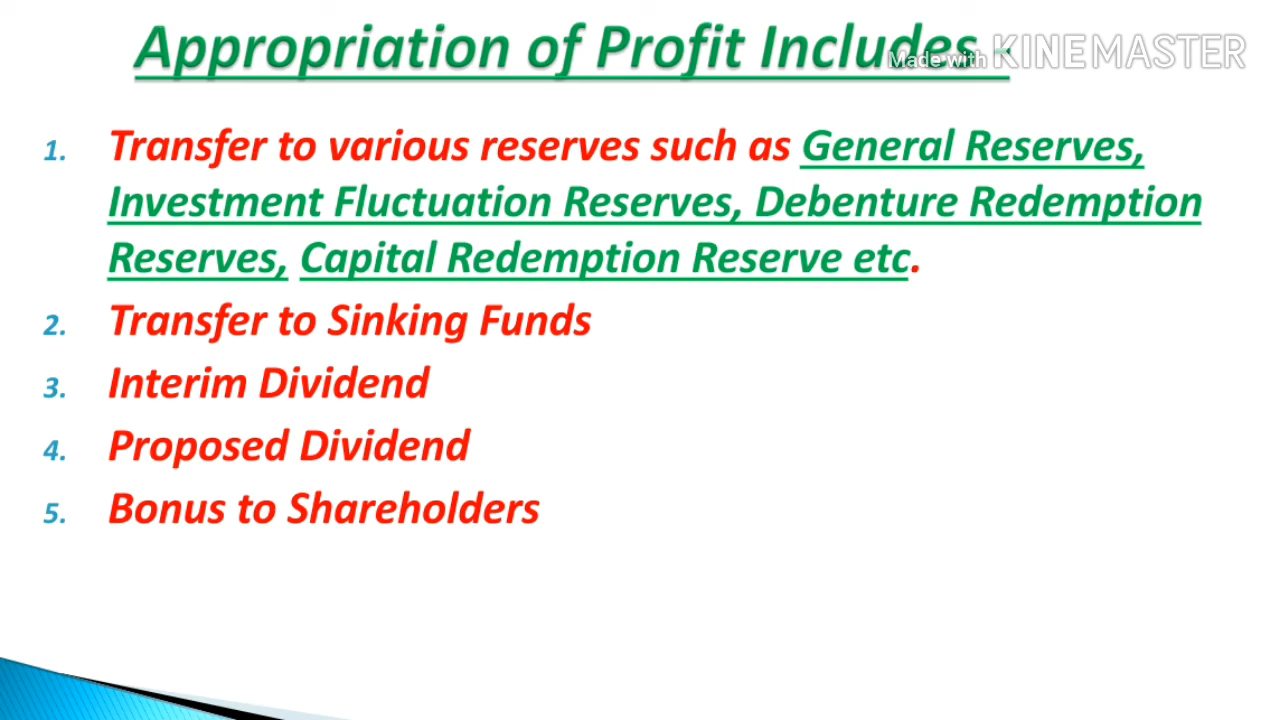 Appropriation of Profit Includes -
Made with KINEMASTER
1. Transfer to various reserves such as General Reserves,
Investment Fluctuation Reserves, Debenture Redemption
Reserves, Capital Redemption Reserve etc.
2. Transfer to Sinking Funds
3. Interim Dividend
4. Proposed Dividend
5. Bonus to Shareholders